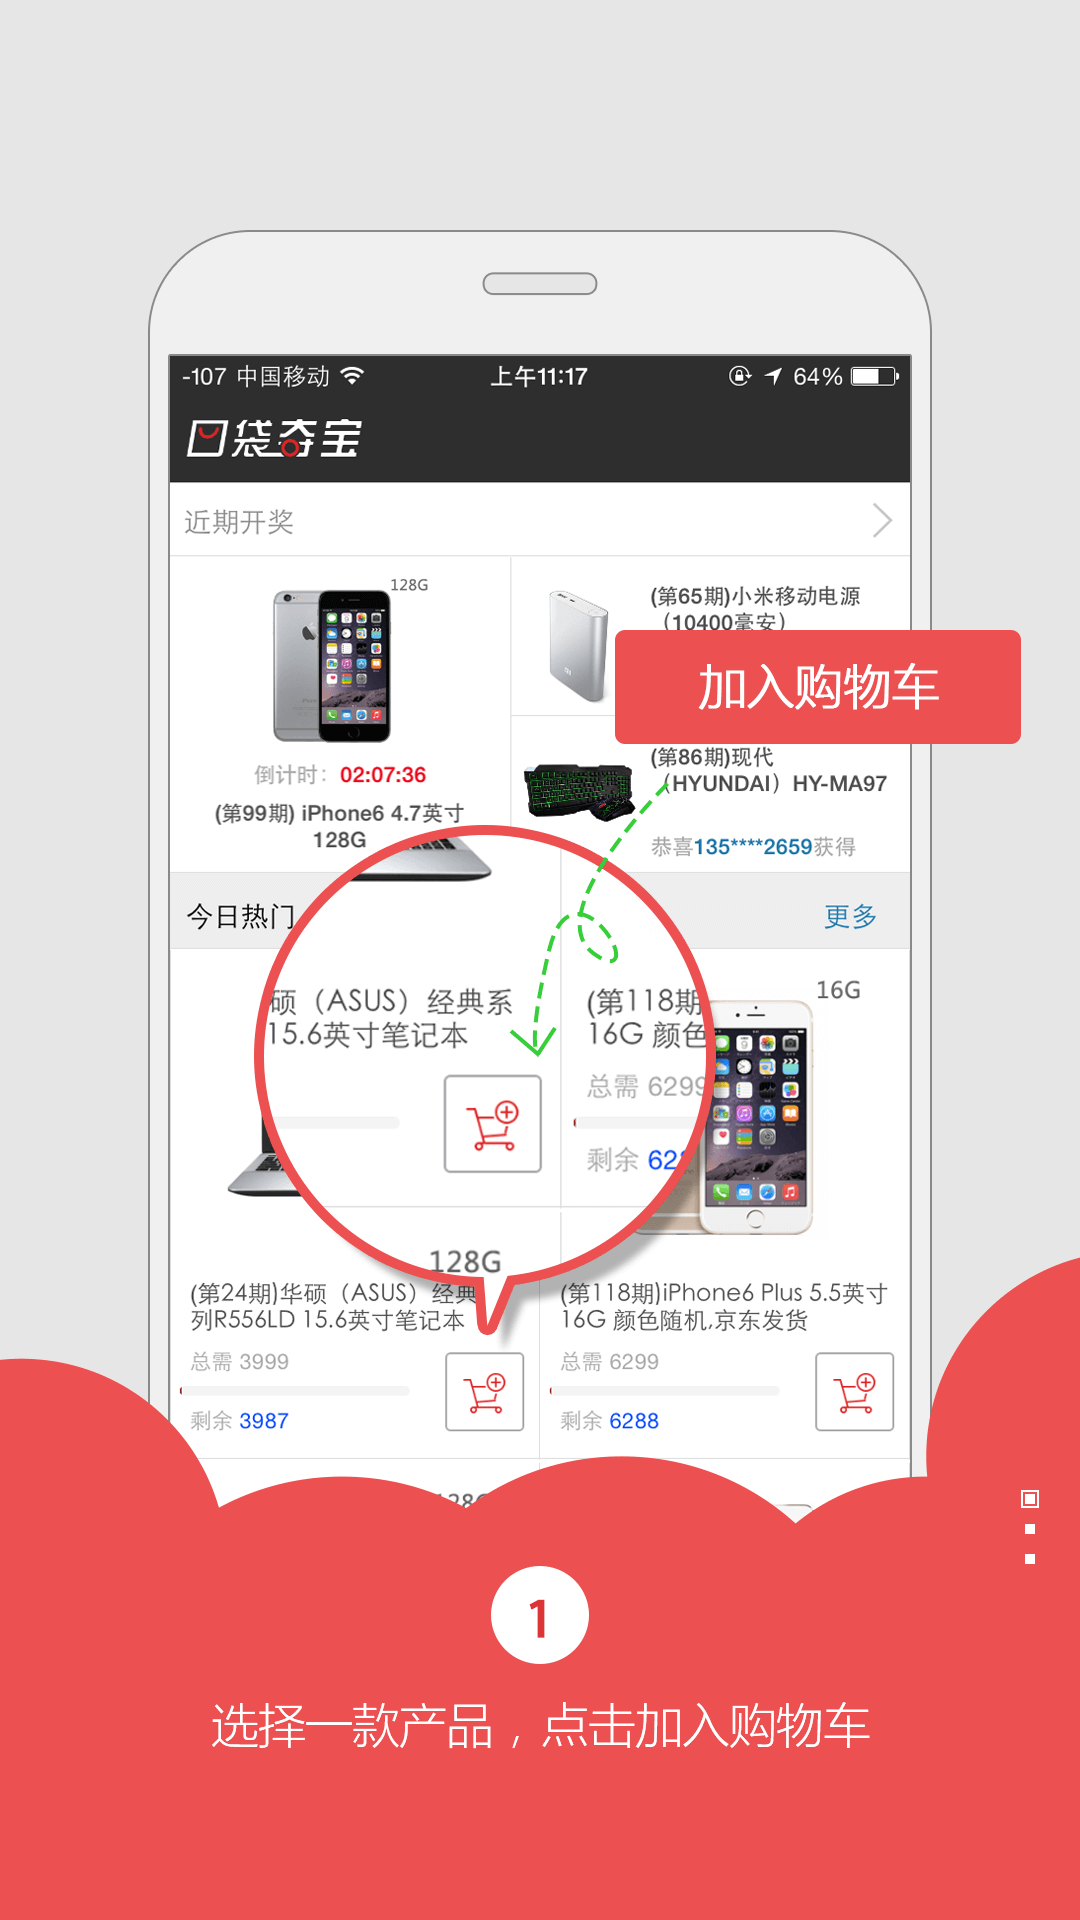 -107 中国移动 上午11:17 64%
口袋夺宝
近期开奖
128G
倒计时: 02:07:36
(第99期) iPhone6 4.7英寸
128G
(第65期)小米移动电源
(10400毫安)
加入购物车
(第86期)现代
(HYUNDAI) HY-MA97
恭喜135****2659获得
今日热门
更多
硕（ASUS）经典系
15.6英寸笔记本
(第118期
16G 颜色
总需 6299
剩余 628
16G
128G
(第24期)华硕（ASUS）经典
列R556LD 15.6英寸笔记本
总需 3999
剩余 3987
(第118期)iPhone6 Plus 5.5英寸
16G 颜色随机,京东发货
总需 6299
剩余 6288
1
选择一款产品，点击加入购物车